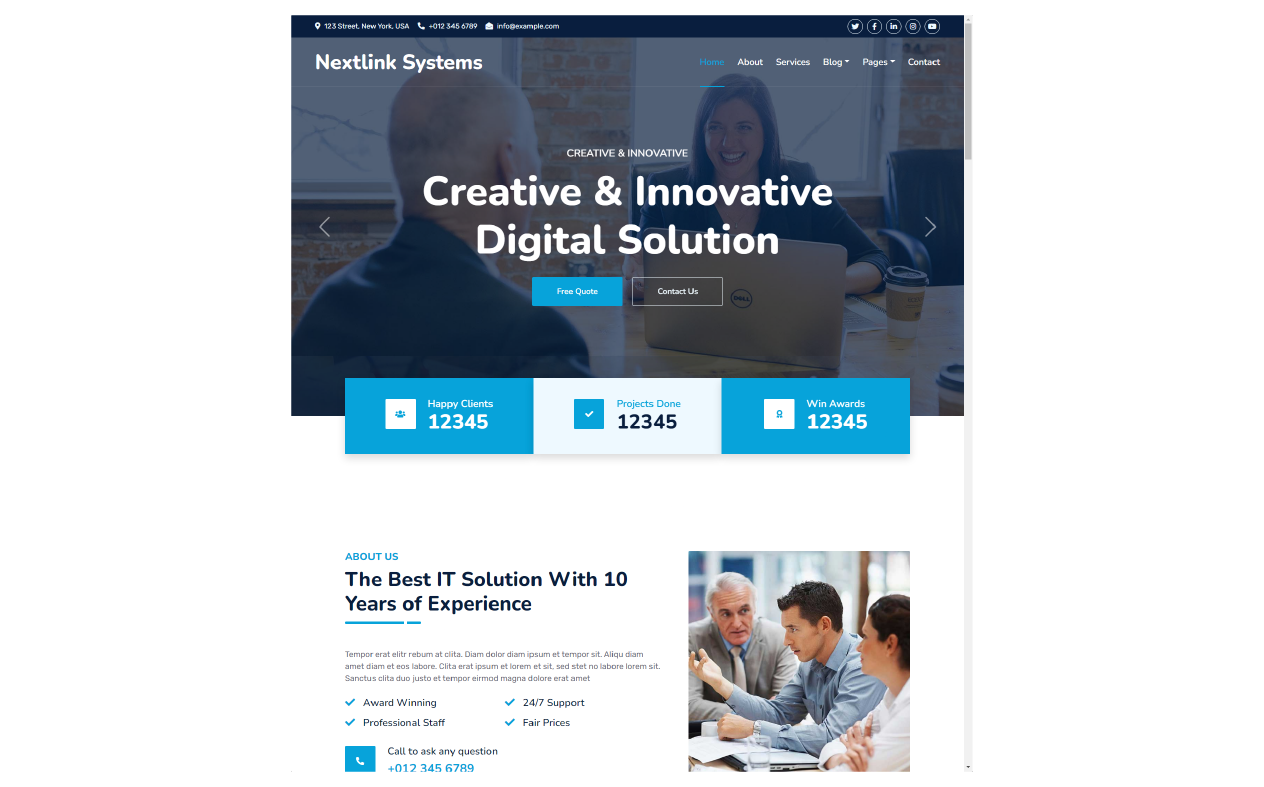 123 Street, New York, USA +012 345 6789 info@example.com
Nextlink Systems
Home About Services Blog Pages Contact
CREATIVE & INNOVATIVE
Creative & Innovative
Digital Solution
Free Quote Contact Us
DELL
Happy Clients
12345
Projects Done
12345
Win Awards
12345
ABOUT US
The Best IT Solution With 10
Years of Experience
Tempor erat elitr rebum at clita. Diam dolor diam ipsum et tempor sit. Aliqu diam
amet diam et eos labore. Clita erat ipsum et lorem et sit, sed stet no labore lorem sit.
Sanctus clita duo justo et tempor eirmod magna dolore erat amet
Award Winning 24/7 Support
Professional Staff Fair Prices
Call to ask any question
+012 345 6789